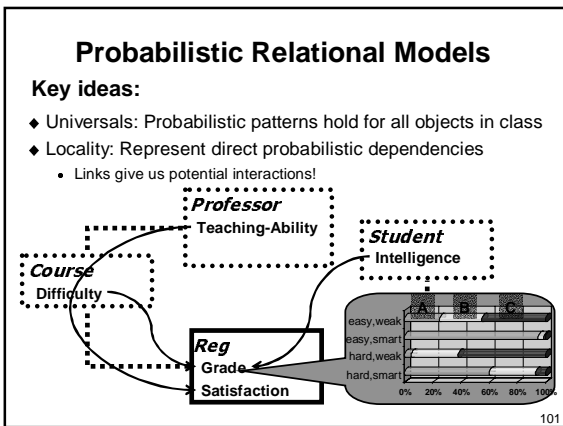 Probabilistic Relational Models
Key ideas:
◆ Universals: Probabilistic patterns hold for all objects in class
◆ Locality: Represent direct probabilistic dependencies
• Links give us potential interactions!
Professor
Teaching-Ability
Student
Intelligence
Course
Difficulty
Reg
Grade
Satisfaction
A B C
easy,weak
easy,smart
hard,weak
hard,smart
0% 20% 40% 60% 80% 100%
101